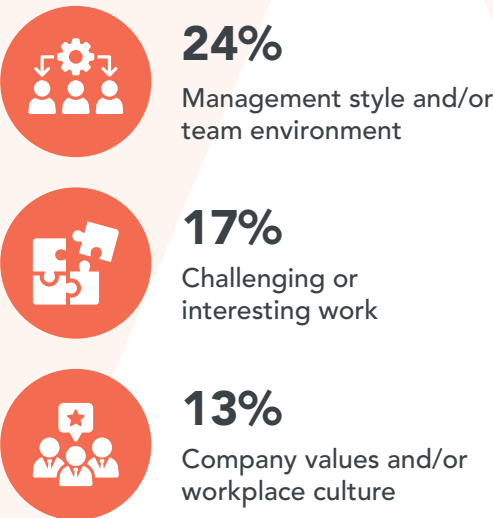 24%
Management style and/or
team environment
17%
Challenging or
interesting work
13%
Company values and/or
workplace culture